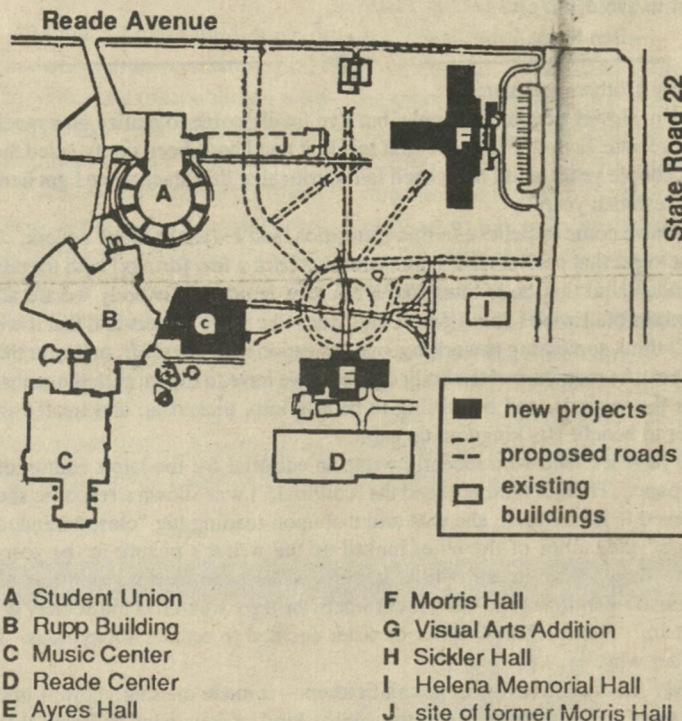 Reade Avenue
State Road 22
H
F
J
A
B
c
I
E
C
D
new projects
proposed roads
existing
buildings
A Student Union
B Rupp Building
C Music Center
D Reade Center
E Ayres Hall
F Morris Hall
G Visual Arts Addition
H Sickler Hall
I Helena Memorial Hall
J site of former Morris Hall